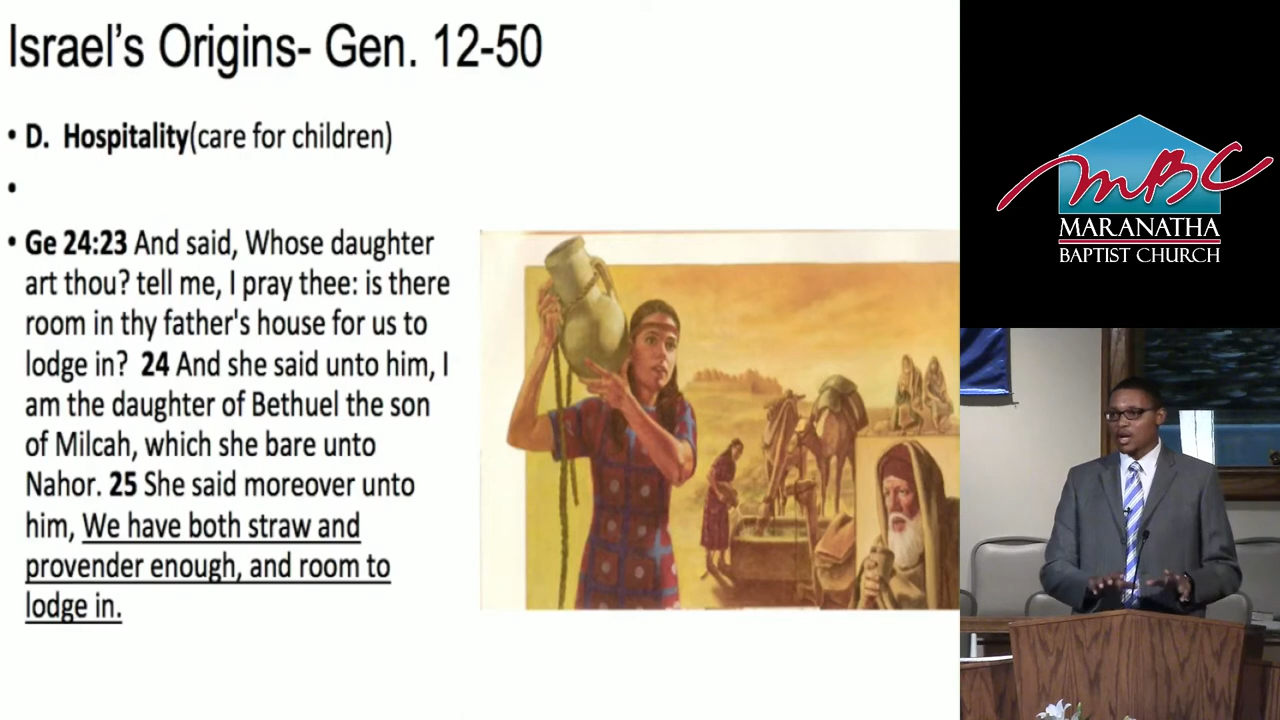 Israel's Origins- Gen. 12-50
• D. Hospitality(care for children)
•
• Ge 24:23 And said, Whose daughter
art thou? tell me, I pray thee: is there
room in thy father's house for us to
lodge in? 24 And she said unto him, I
am the daughter of Bethuel the son
of Milcah, which she bare unto
Nahor. 25 She said moreover unto
him, We have both straw and
provender enough, and room to
lodge in.
MBC
MARANATHA
BAPTIST CHURCH